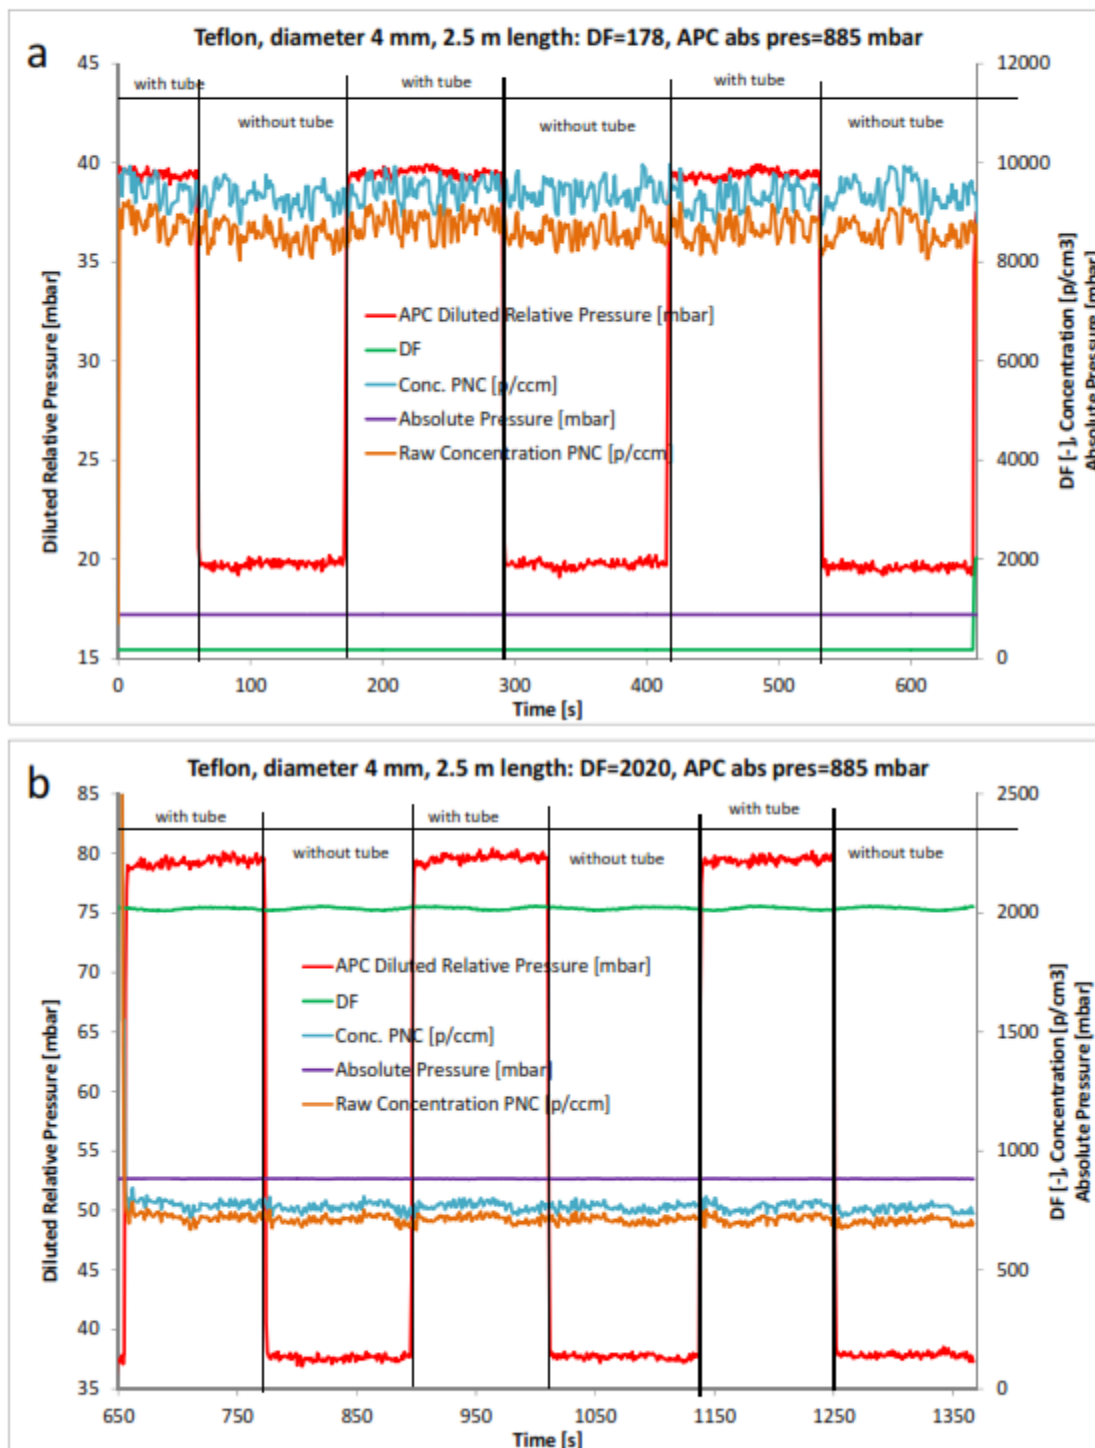 a
Teflon, diameter 4 mm, 2.5 m length: DF=178, APC abs pres=885 mbar
45
12000
with tube
with tube
with tube
without tube
without tube
without tube
40
10000
35
8000
APC Diluted Relative Pressure [mbar]
DF
30
6000
Conc. PNC [p/ccm]
Absolute Pressure [mbar]
Raw Concentration PNC [p/ccm]
25
4000
20
2000
15
0
Diluted Relative Pressure [mbar]
DF [-], Concentration [p/cm3]
Absolute Pressure [mbar]
0 100 200 300 400 500 600
Time [s]
b
Teflon, diameter 4 mm, 2.5 m length: DF=2020, APC abs pres=885 mbar
85
2500
with tube
with tube
with tube
without tube
without tube
without tube
80
75
2000
70
APC Diluted Relative Pressure [mbar]
DF
65
1500
Conc. PNC [p/ccm]
60
Absolute Pressure [mbar]
Raw Concentration PNC [p/ccm]
55
1000
50
45
500
40
35
0
Diluted Relative Pressure [mbar]
DF [-], Concentration [p/cm3]
Absolute Pressure [mbar]
650 750 850 950 1050 1150 1250 1350
Time [s]